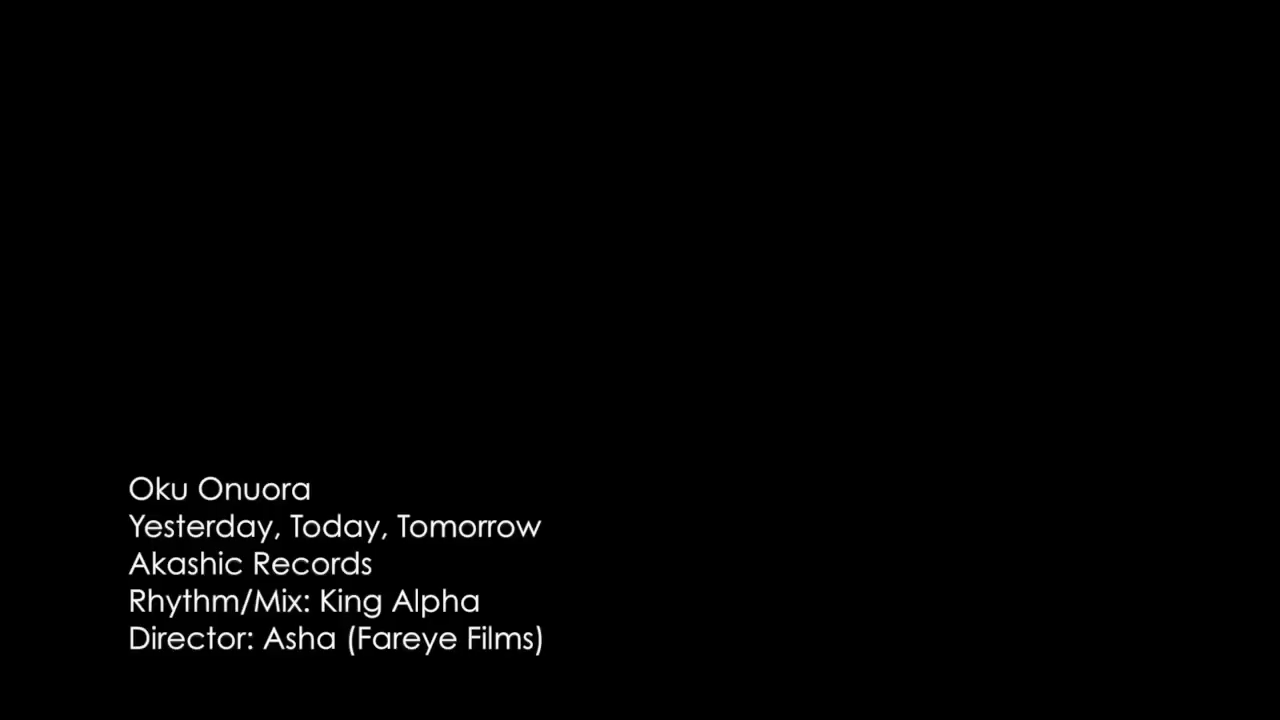 Oku Onuora
Yesterday, Today, Tomorrow
Akashic Records
Rhythm/Mix: King Alpha
Director: Asha (Fareye Films)